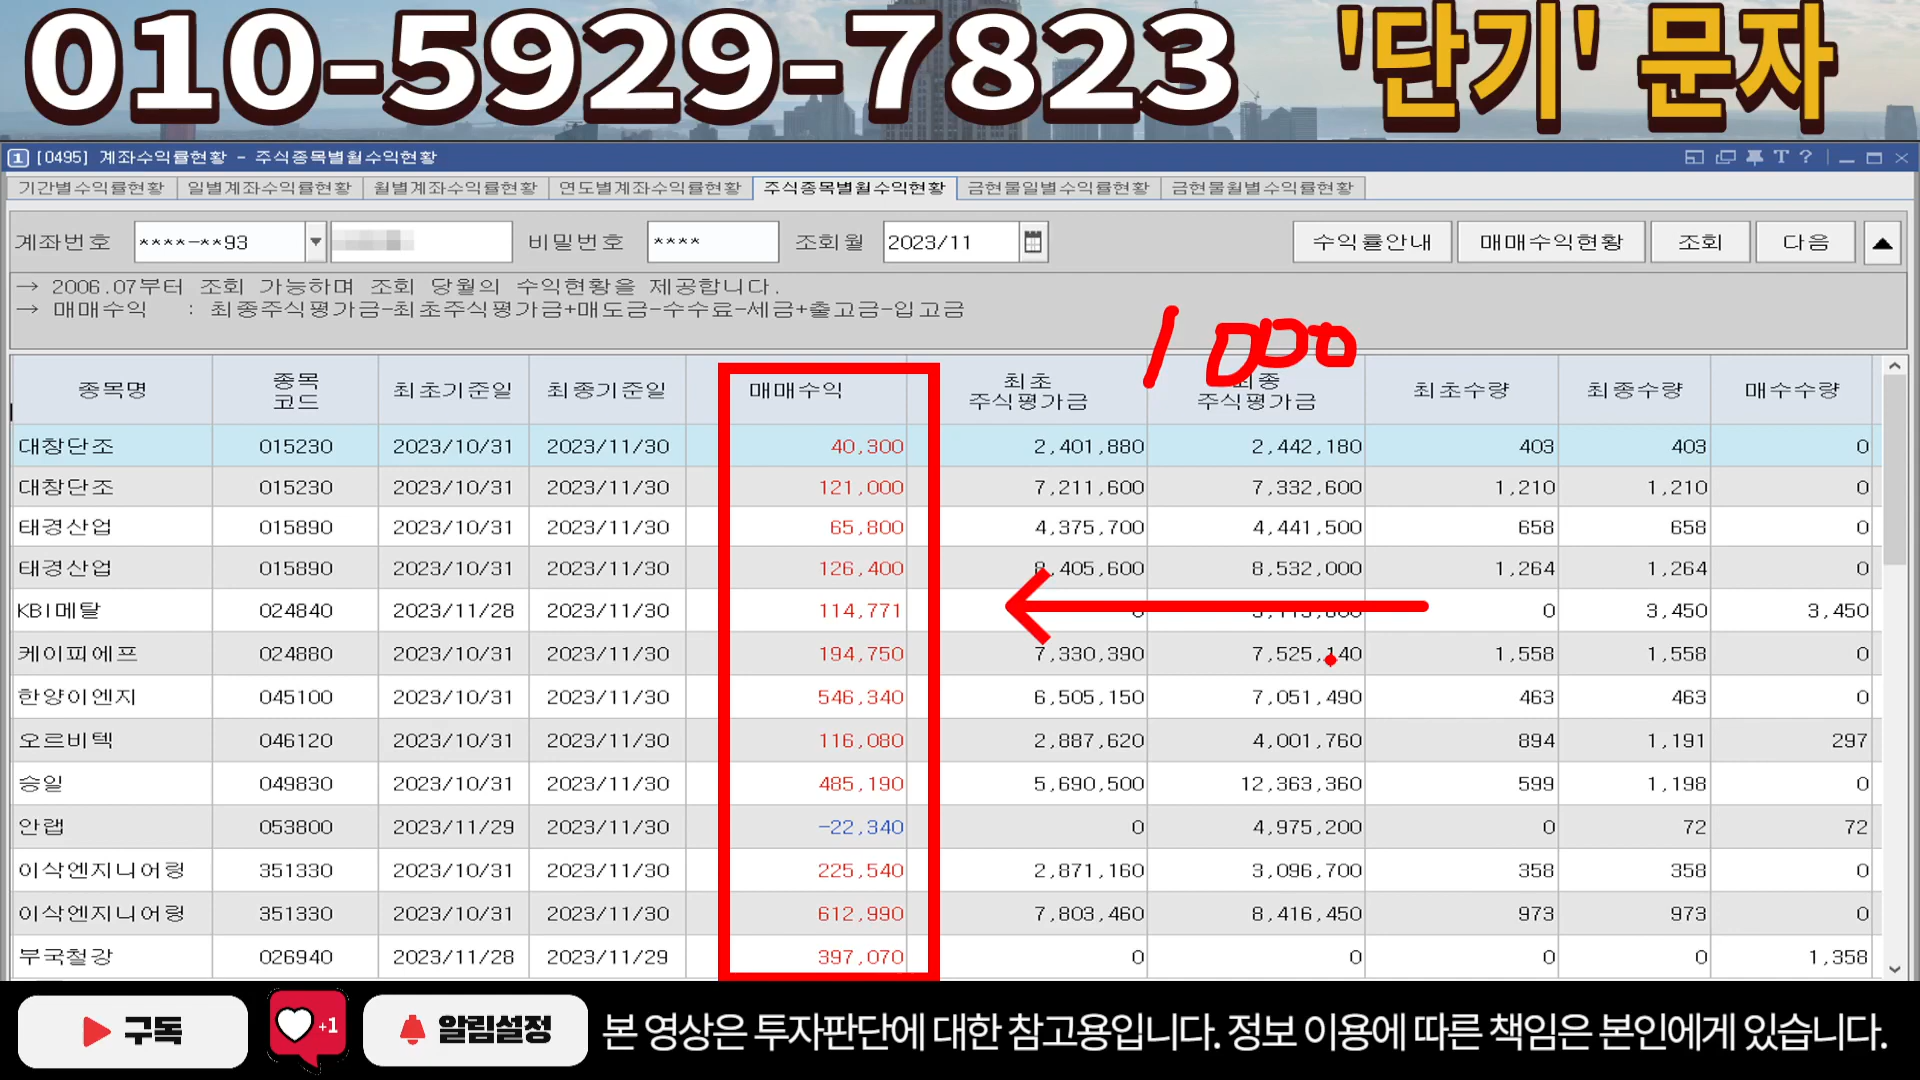 010-5929-7823 '단기' 문자
1 [0495] 계좌수익률현황 - 주식종목별월수익현황
기간별수익률현황 일별계좌수익률현황 월별계좌수익률현황 연도별계좌수익률현황 주식종목별월수익현황 금현물일별수익률현황 금현물월별수익률현황
계좌번호 ****-**93 비밀번호 **** 조회월 2023/11 수익률안내 매매수익현황 조회 다음
→ 2006.07부터 조회 가능하며 조회 당월의 수익현황을 제공합니다.
→ 매매수익 : 최종주식평가금-최초주식평가금+매도금-수수료-세금+출고금-입고금
1000
종목명 종목코드 최초기준일 최종기준일 매매수익 최초주식평가금 최종주식평가금 최초수량 최종수량 매수수량
대창단조 015230 2023/10/31 2023/11/30 40,300 2,401,880 2,442,180 403 403 0
대창단조 015230 2023/10/31 2023/11/30 121,000 7,211,600 7,332,600 1,210 1,210 0
태경산업 015890 2023/10/31 2023/11/30 65,800 4,375,700 4,441,500 658 658 0
태경산업 015890 2023/10/31 2023/11/30 126,400 8,405,600 8,532,000 1,264 1,264 0
KBI메탈 024840 2023/11/28 2023/11/30 114,771 0 0 3,450 3,450
케이피에프 024880 2023/10/31 2023/11/30 194,750 7,330,390 7,525,140 1,558 1,558 0
한양이엔지 045100 2023/10/31 2023/11/30 546,340 6,505,150 7,051,490 463 463 0
오르비텍 046120 2023/10/31 2023/11/30 116,080 2,887,620 4,001,760 894 1,191 297
승일 049830 2023/10/31 2023/11/30 485,190 5,690,500 12,363,360 599 1,198 0
안랩 053800 2023/11/29 2023/11/30 -22,340 0 4,975,200 0 72 72
이삭엔지니어링 351330 2023/10/31 2023/11/30 225,540 2,871,160 3,096,700 358 358 0
이삭엔지니어링 351330 2023/10/31 2023/11/30 612,990 7,803,460 8,416,450 973 973 0
부국철강 026940 2023/11/28 2023/11/29 397,070 0 0 0 0 1,358
구독 +1 알림설정 본 영상은 투자판단에 대한 참고용입니다. 정보 이용에 따른 책임은 본인에게 있습니다.